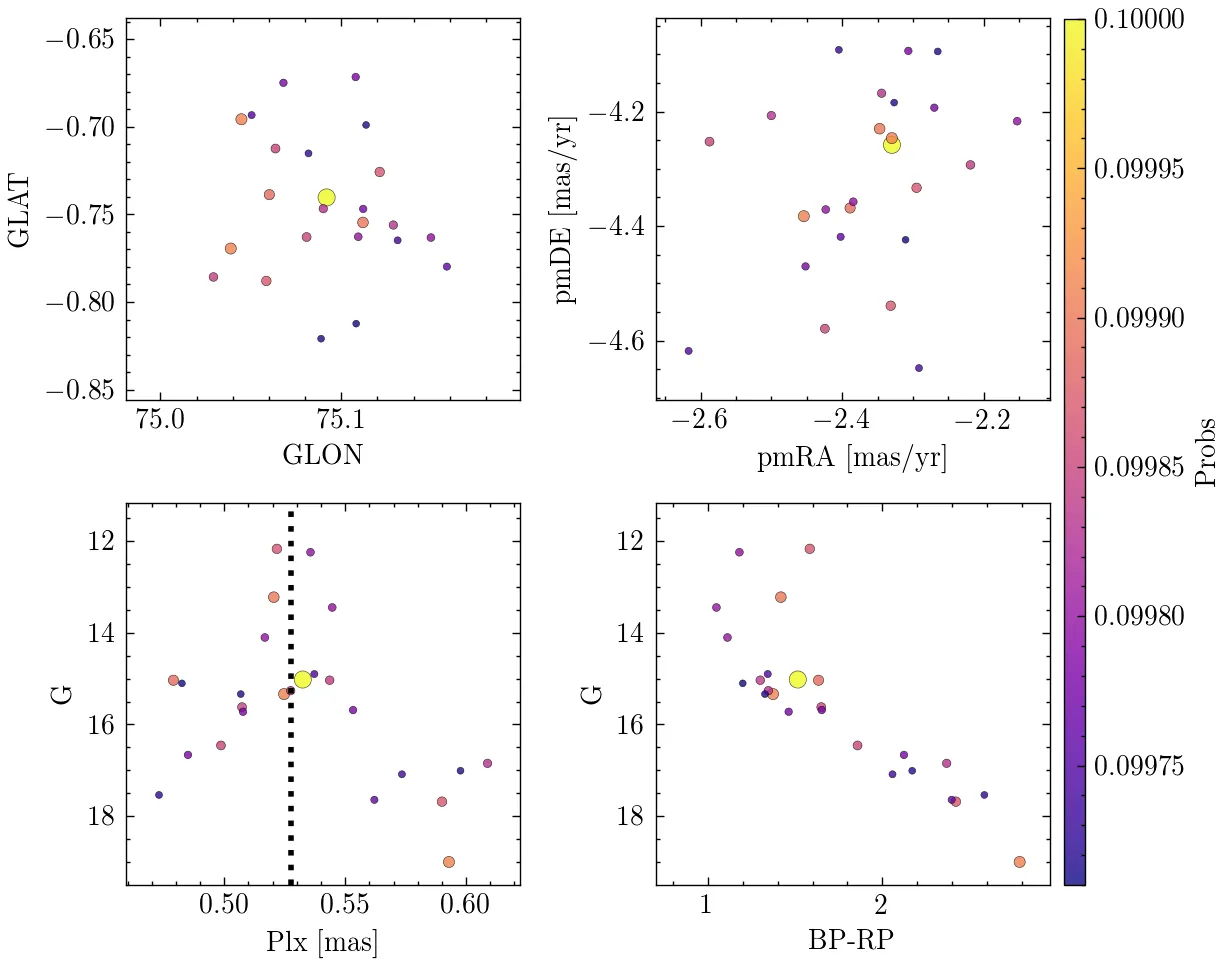 −0.65
−0.70
−0.75
−0.80
−0.85
GLAT
75.0 75.1
GLON
−4.2
−4.4
−4.6
pmDE [mas/yr]
−2.6 −2.4 −2.2
pmRA [mas/yr]
12
14
16
18
G
0.50 0.55 0.60
Plx [mas]
12
14
16
18
G
1 2
BP-RP
0.10000
0.09995
0.09990
0.09985
0.09980
0.09975
Probs